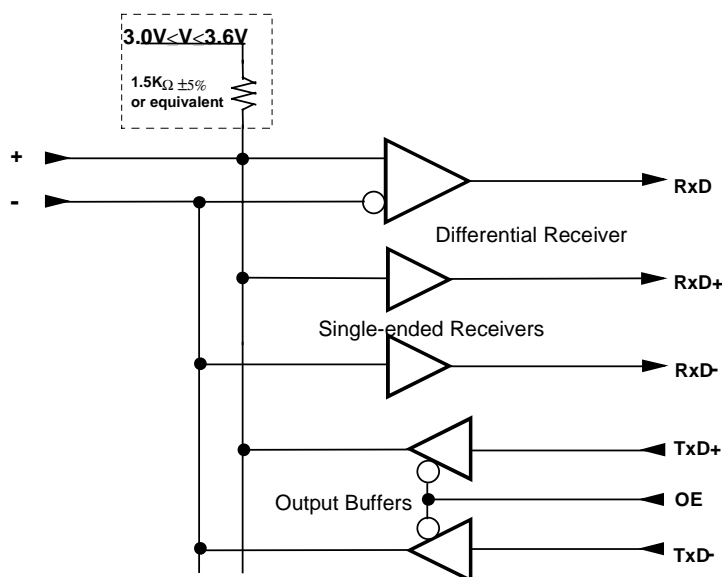 3.0V≤V≤3.6V
1.5KΩ ±5%
or equivalent
+
-
RxD
Differential Receiver
RxD+
Single-ended Receivers
RxD-
TxD+
Output Buffers
OE
TxD-